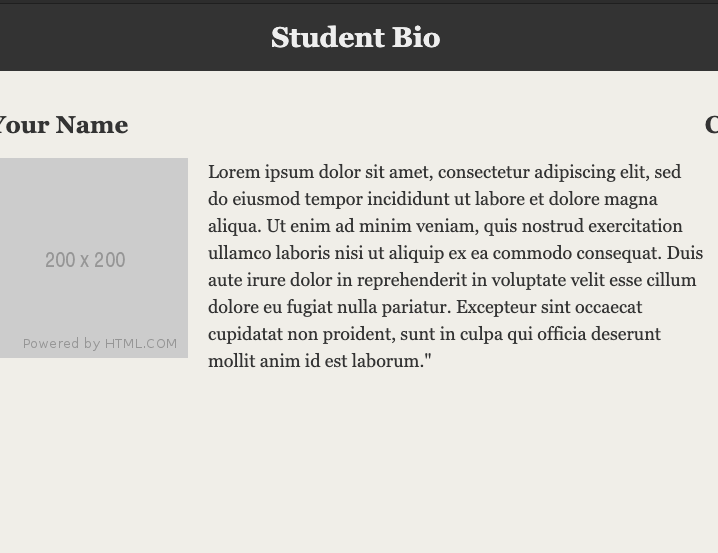 Student Bio
Your Name
Lorem ipsum dolor sit amet, consectetur adipiscing elit, sed
do eiusmod tempor incididunt ut labore et dolore magna
aliqua. Ut enim ad minim veniam, quis nostrud exercitation
ullamco laboris nisi ut aliquip ex ea commodo consequat. Duis
aute irure dolor in reprehenderit in voluptate velit esse cillum
dolore eu fugiat nulla pariatur. Excepteur sint occaecat
cupidatat non proident, sunt in culpa qui officia deserunt
mollit anim id est laborum."
200 x 200
Powered by HTML.COM